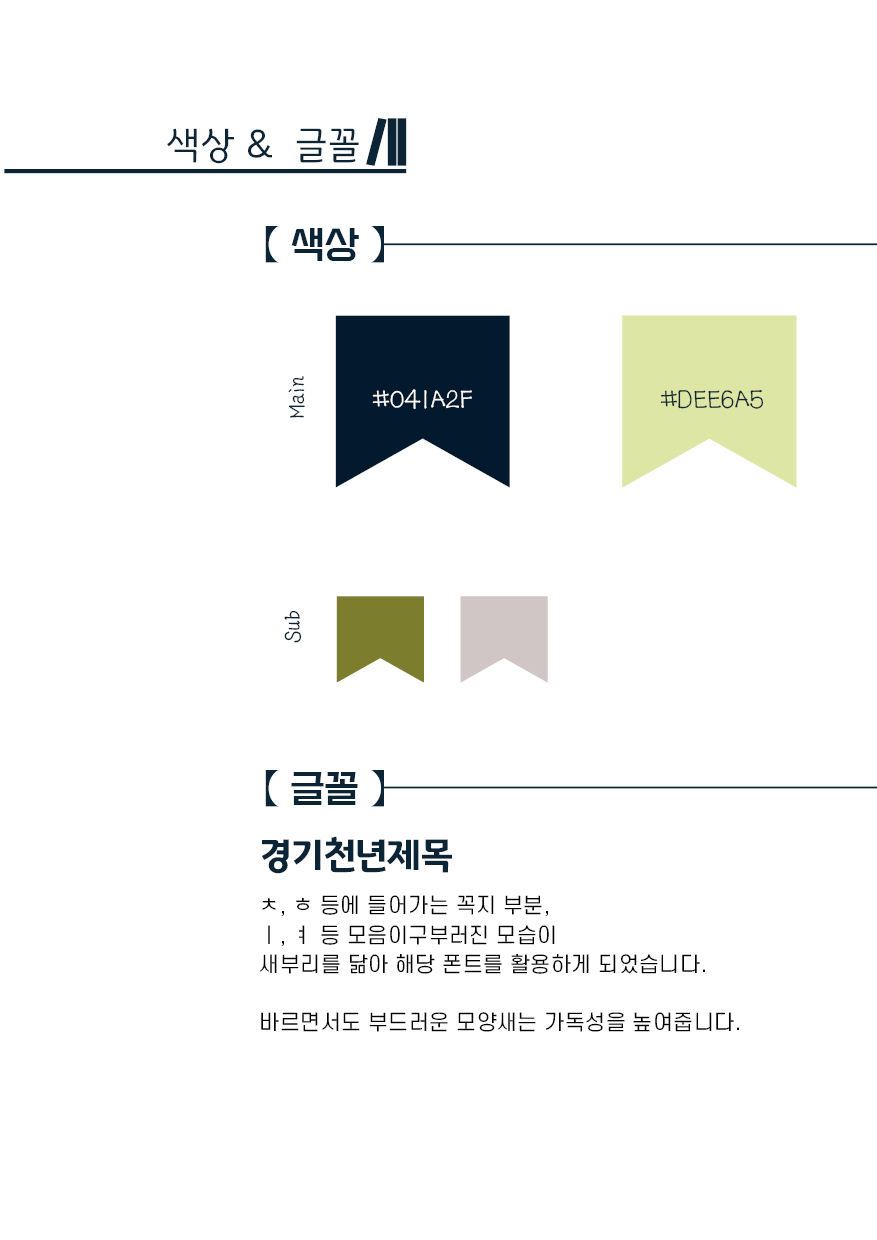 색상 & 글꼴
【 색상 】
Main
#041A2F
#DEE6A5
Sub
【 글꼴 】
경기천년제목
ㅊ, ㅎ 등에 들어가는 꼭지 부분,
ㅣ, ㅕ 등 모음이구부러진 모습이
새부리를 닮아 해당 폰트를 활용하게 되었습니다.
바르면서도 부드러운 모양새는 가독성을 높여줍니다.